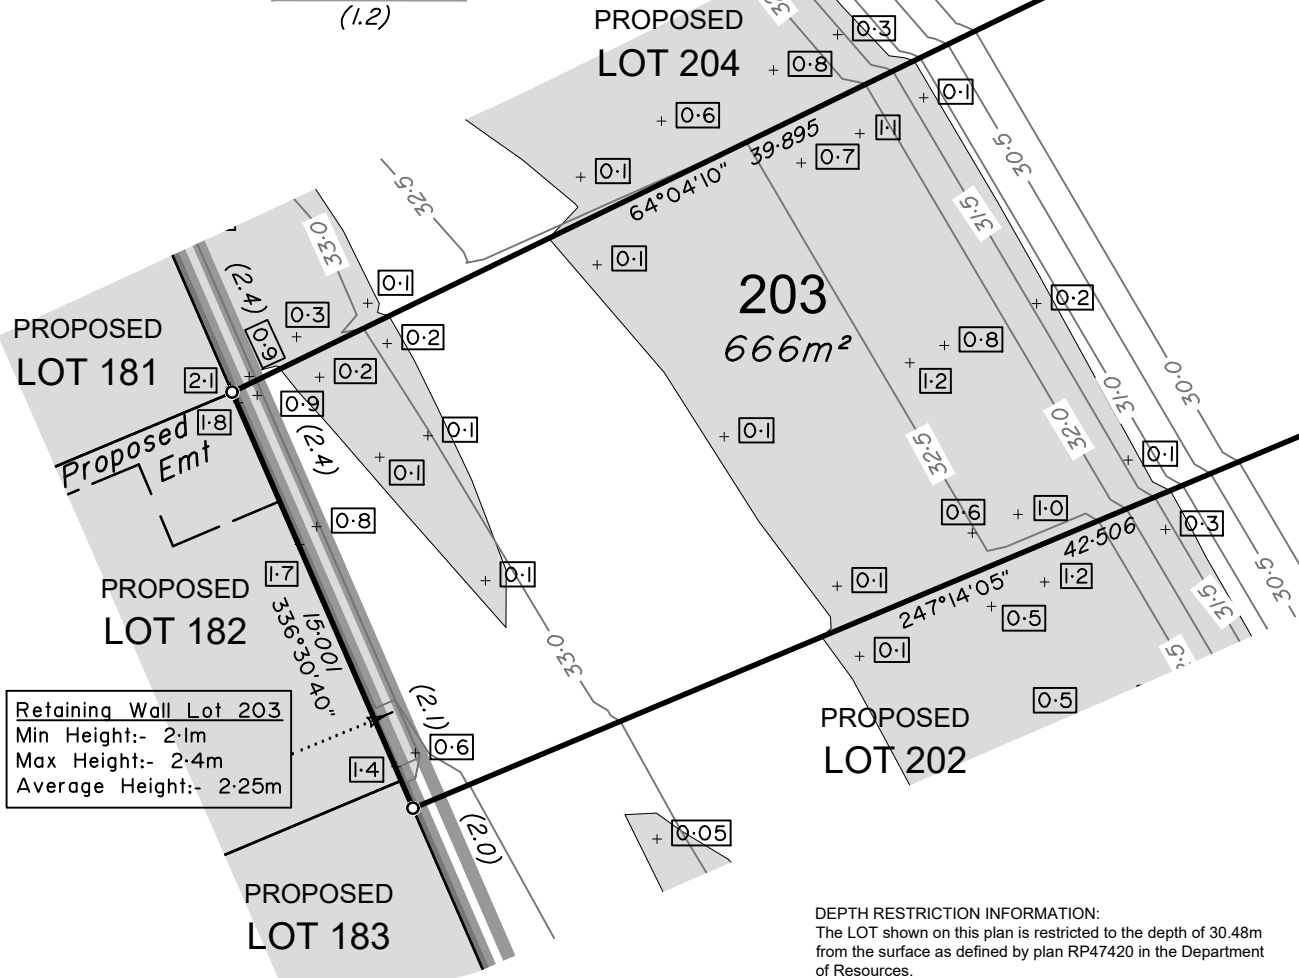 (1.2)
PROPOSED
LOT 204
0·3
0·8
0·6
0·1
0·1
1·1
0·7
39·895
64°04'10"
32·5
33·0
30·5
31·5
0·1
203
666m²
(2.4)
0·1
0·3
0·9
0·2
0·2
0·2
0·8
1·2
PROPOSED
LOT 181
2·1
1·8
0·9
(2.4)
Proposed
Emt
0·1
0·1
0·1
31·0
30·0
32·0
32·5
0·1
0·8
0·6
1·0
0·3
42·506
247°14'05"
1·7
0·1
0·1
1·2
0·5
30·5
31·5
PROPOSED
LOT 182
15·001
336°30'40"
33·0
0·1
0·5
(2.1)
Retaining Wall Lot 203
Min Height:- 2·1m
Max Height:- 2·4m
Average Height:- 2·25m
0·6
1·4
PROPOSED
LOT 202
(2.0)
0·05
PROPOSED
LOT 183
DEPTH RESTRICTION INFORMATION:
The LOT shown on this plan is restricted to the depth of 30.48m
from the surface as defined by plan RP47420 in the Department
of Resources.